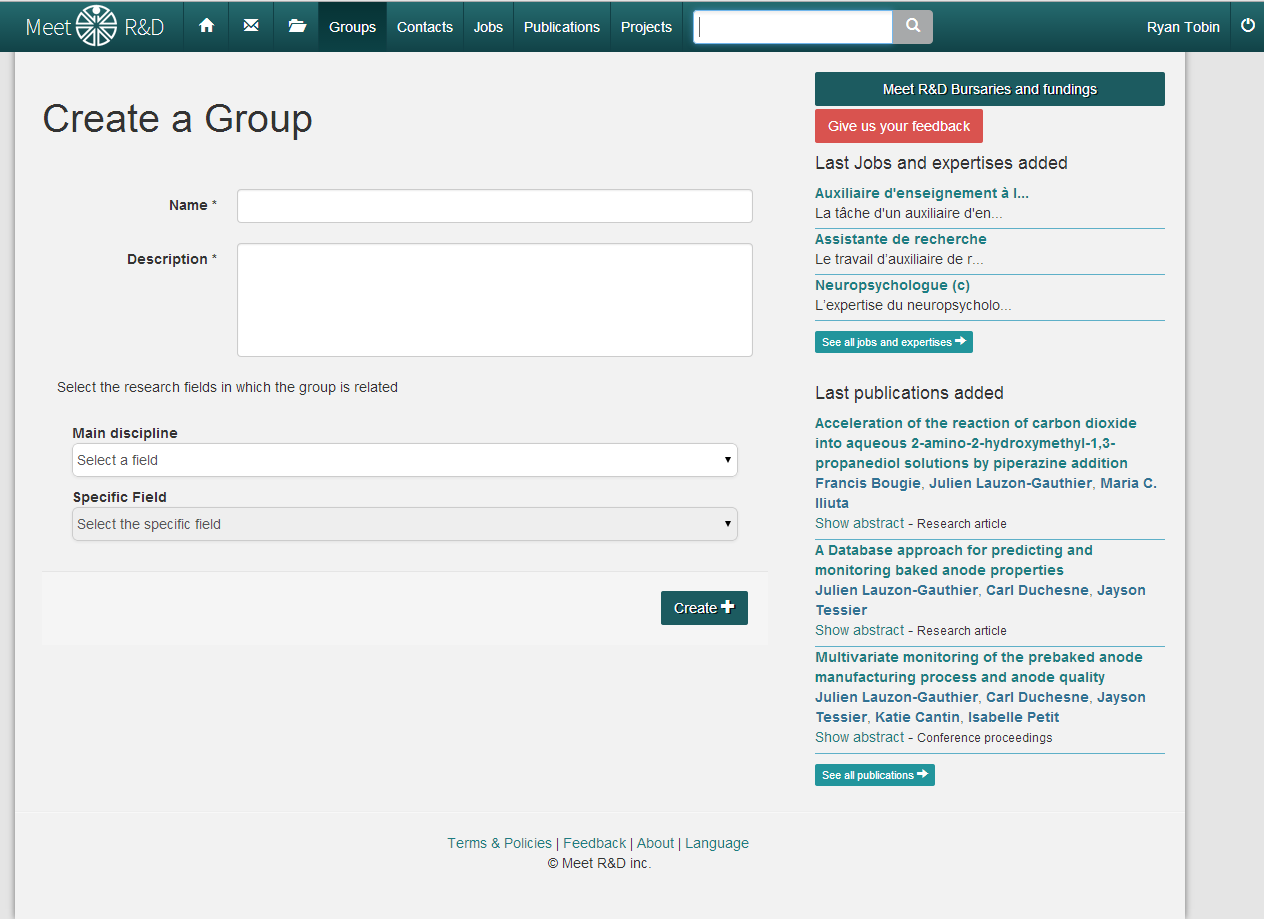 Meet R&D
Groups
Contacts
Jobs
Publications
Projects
Ryan Tobin
Create a Group
Name *
Description *
Select the research fields in which the group is related
Main discipline
Select a field
Specific Field
Select the specific field
Create
Meet R&D Bursaries and fundings
Give us your feedback
Last Jobs and expertises added
Auxiliaire d'enseignement à l...
La tâche d'un auxiliaire d'en...
Assistante de recherche
Le travail d'auxiliaire de r...
Neuropsychologue (c)
L'expertise du neuropsycholo...
See all jobs and expertises
Last publications added
Acceleration of the reaction of carbon dioxide
into aqueous 2-amino-2-hydroxymethyl-1,3-
propanediol solutions by piperazine addition
Francis Bougie, Julien Lauzon-Gauthier, Maria C.
Iliuta
Show abstract - Research article
A Database approach for predicting and
monitoring baked anode properties
Julien Lauzon-Gauthier, Carl Duchesne, Jayson
Tessier
Show abstract - Research article
Multivariate monitoring of the prebaked anode
manufacturing process and anode quality
Julien Lauzon-Gauthier, Carl Duchesne, Jayson
Tessier, Katie Cantin, Isabelle Petit
Show abstract - Conference proceedings
See all publications
Terms & Policies | Feedback | About | Language
© Meet R&D inc.